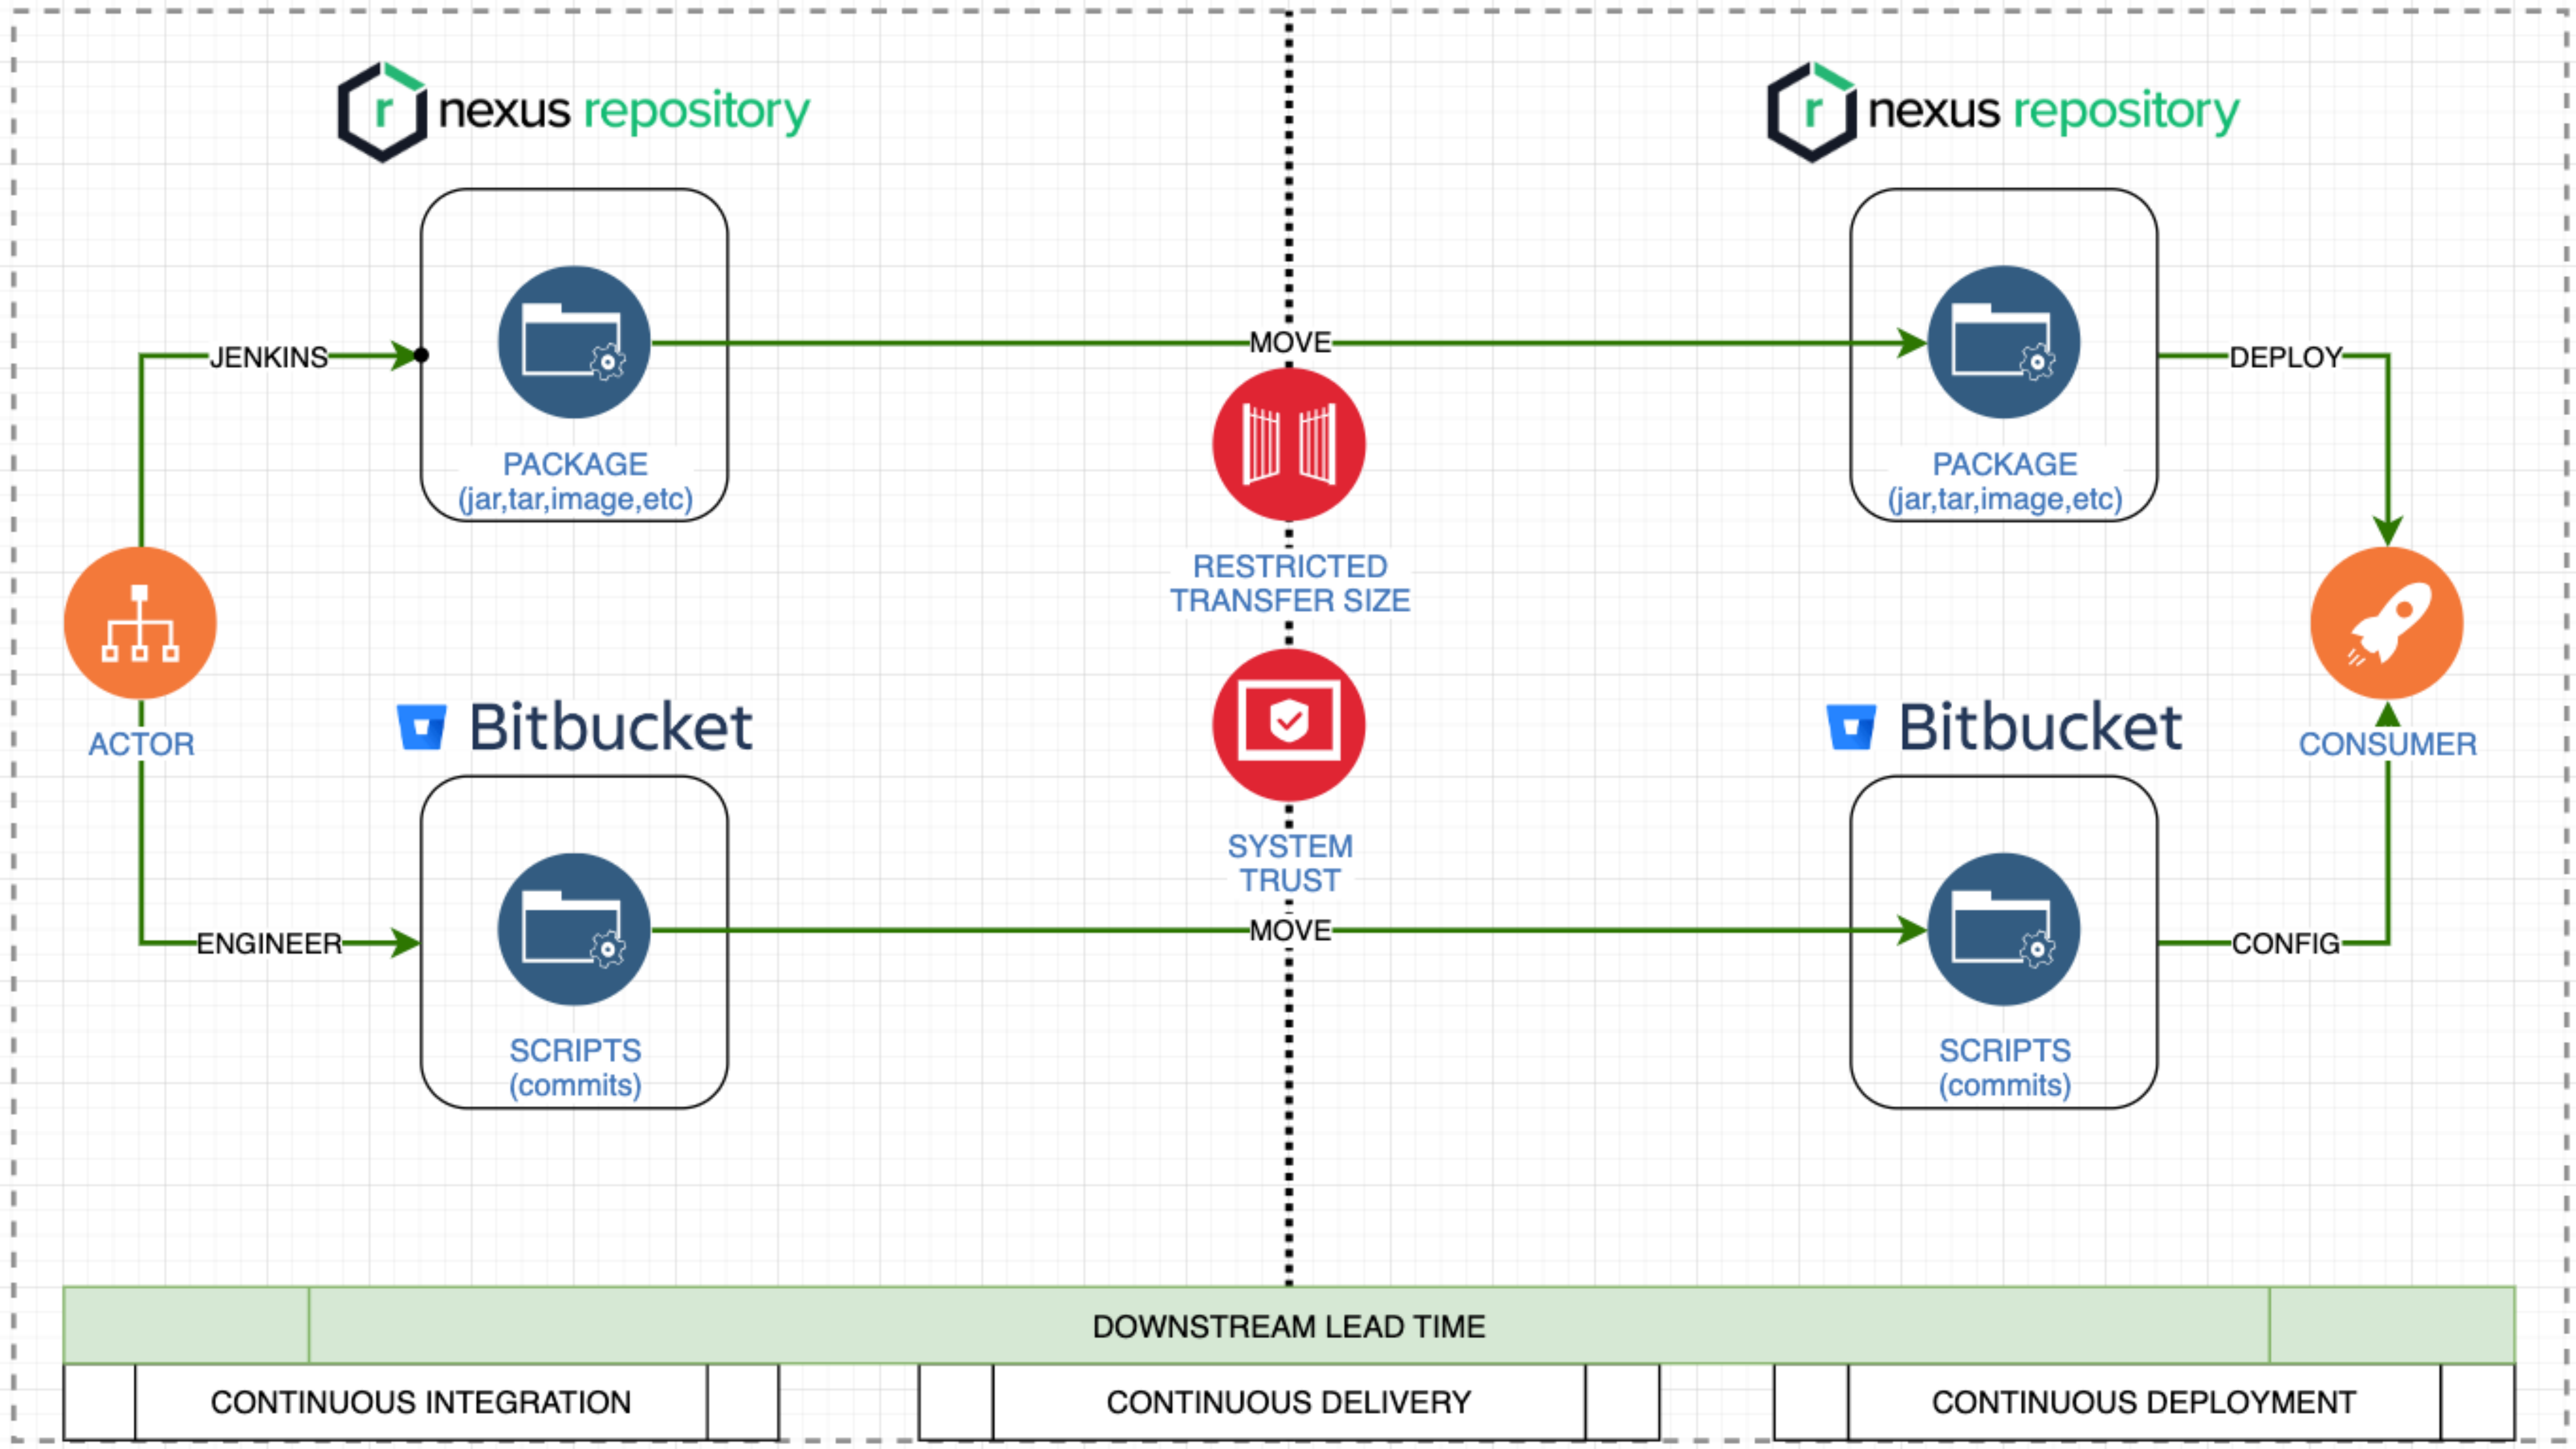 r nexus repository
r nexus repository
JENKINS
MOVE
DEPLOY
PACKAGE
(jar,tar,image,etc)
PACKAGE
(jar,tar,image,etc)
RESTRICTED
TRANSFER SIZE
ACTOR
Bitbucket
Bitbucket
CONSUMER
SYSTEM
TRUST
ENGINEER
MOVE
CONFIG
SCRIPTS
(commits)
SCRIPTS
(commits)
DOWNSTREAM LEAD TIME
CONTINUOUS INTEGRATION
CONTINUOUS DELIVERY
CONTINUOUS DEPLOYMENT